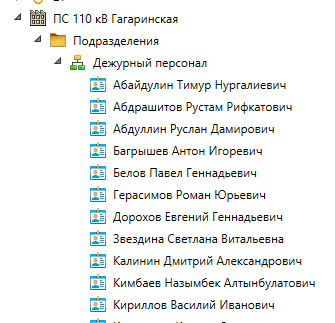 ПС 110 кВ Гагаринская
Подразделения
Дежурный персонал
Абайдулин Тимур Нургалиевич
Абдрашитов Рустам Рифкатович
Абдуллин Руслан Дамирович
Багрышев Антон Игоревич
Белов Павел Геннадьевич
Герасимов Роман Юрьевич
Дорохов Евгений Геннадьевич
Звездина Светлана Витальевна
Калинин Дмитрий Александрович
Кимбаев Назымбек Алтынбулатович
Кириллов Василий Иванович